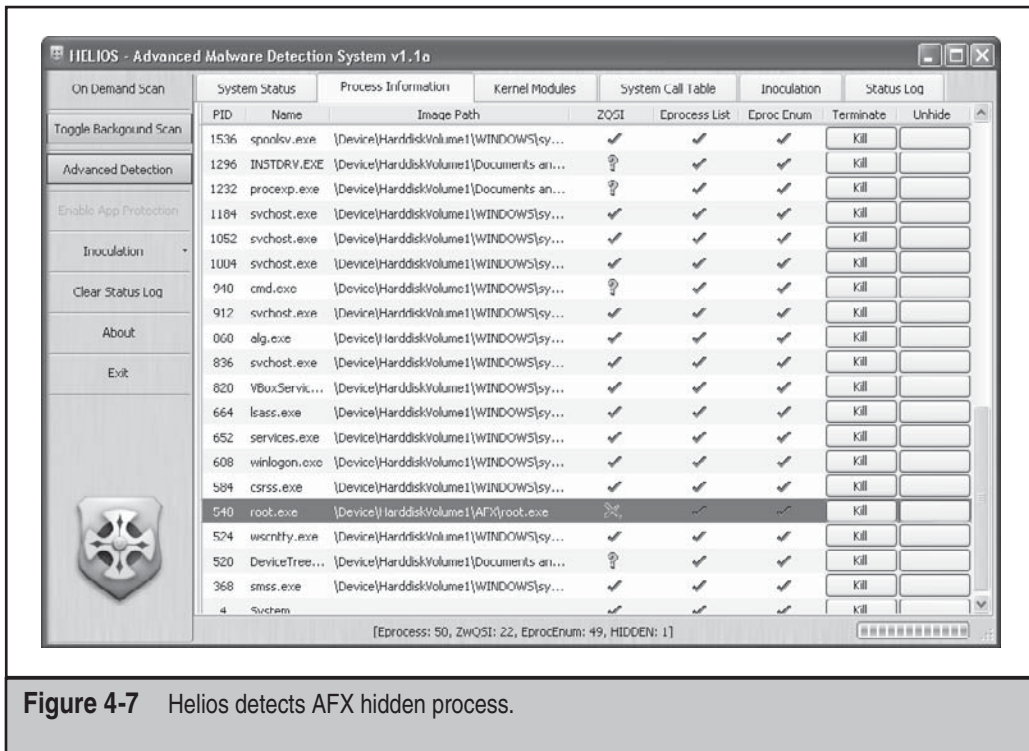 HELIOS - Advanced Malware Detection System v1.1a
On Demand Scan
Toggle Backgound Scan
Advanced Detection
Enable App Protection
Inoculation
Clear Status Log
About
Exit
System Status Process Information Kernel Modules System Call Table Inoculation Status Log
PID Name Image Path ZQSI Eprocess List Eproc Enum Terminate Unhide
1536 spoolsv.exe \Device\HarddiskVolume1\WINDOWS\sy... Kill
1296 INSTDRV.EXE \Device\HarddiskVolume1\Documents an... Kill
1232 procexp.exe \Device\HarddiskVolume1\Documents an... Kill
1184 svchost.exe \Device\HarddiskVolume1\WINDOWS\sy... Kill
1052 svchost.exe \Device\HarddiskVolume1\WINDOWS\sy... Kill
1004 svchost.exe \Device\HarddiskVolume1\WINDOWS\sy... Kill
940 cmd.exe \Device\HarddiskVolume1\WINDOWS\sy... Kill
912 svchost.exe \Device\HarddiskVolume1\WINDOWS\sy... Kill
860 alg.exe \Device\HarddiskVolume1\WINDOWS\sy... Kill
836 svchost.exe \Device\HarddiskVolume1\WINDOWS\sy... Kill
820 VBoxServic... \Device\HarddiskVolume1\WINDOWS\sy... Kill
664 lsass.exe \Device\HarddiskVolume1\WINDOWS\sy... Kill
652 services.exe \Device\HarddiskVolume1\WINDOWS\sy... Kill
608 winlogon.exe \Device\HarddiskVolume1\WINDOWS\sy... Kill
584 csrss.exe \Device\HarddiskVolume1\WINDOWS\sy... Kill
540 root.exe \Device\HarddiskVolume1\AFX\root.exe Kill
524 wscntfy.exe \Device\HarddiskVolume1\WINDOWS\sy... Kill
520 DeviceTree... \Device\HarddiskVolume1\Documents an... Kill
368 smss.exe \Device\HarddiskVolume1\WINDOWS\sy... Kill
4 System Kill
[Eprocess: 50, ZwQSI: 22, EprocEnum: 49, HIDDEN: 1]
Figure 4-7 Helios detects AFX hidden process.